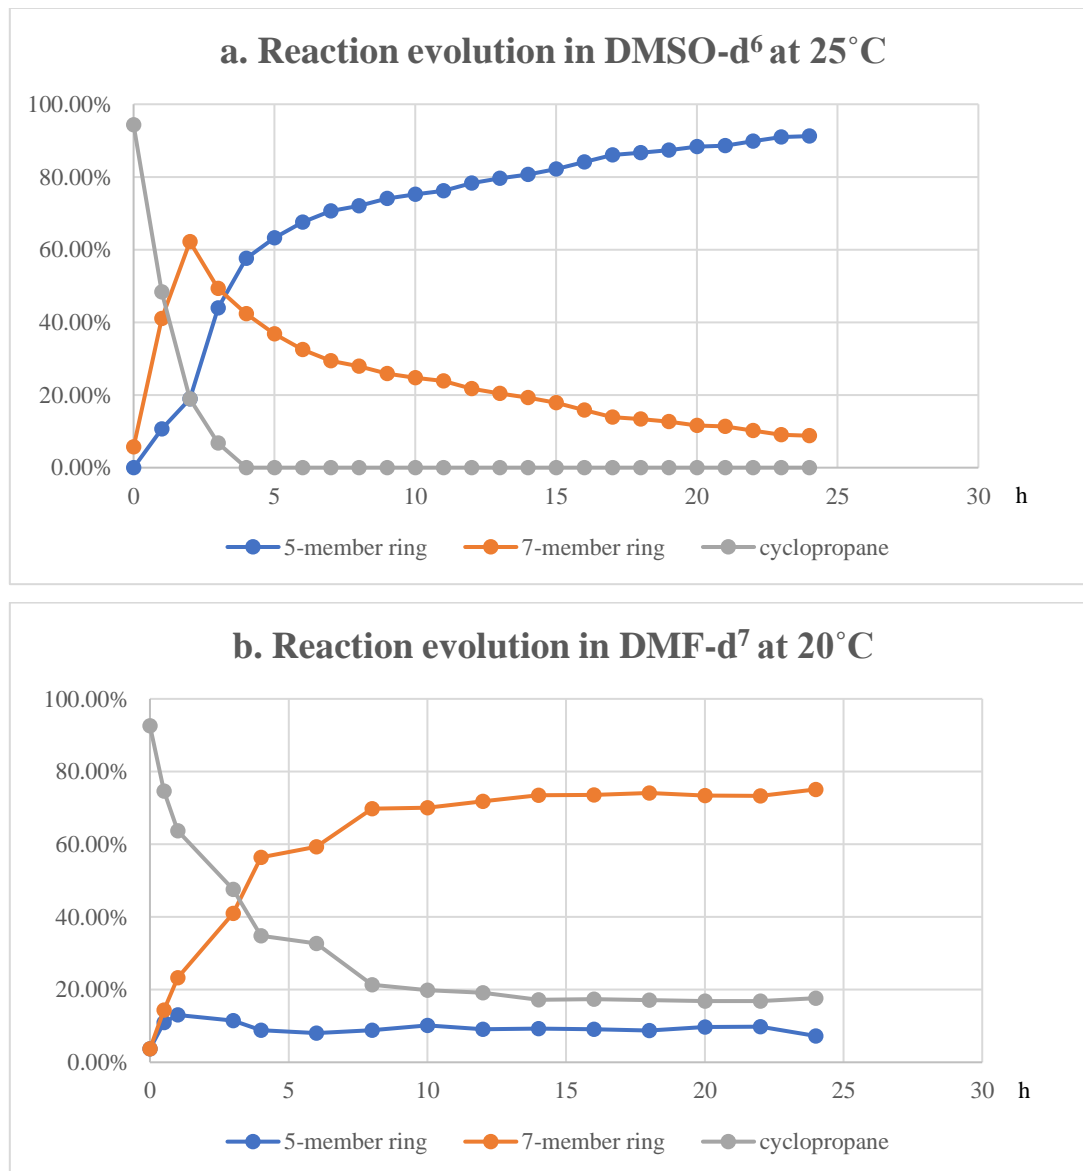 a. Reaction evolution in DMSO-d⁶ at 25˚C
100.00%
80.00%
60.00%
40.00%
20.00%
0.00%
0 5 10 15 20 25 30 h
5-member ring 7-member ring cyclopropane
b. Reaction evolution in DMF-d⁷ at 20˚C
100.00%
80.00%
60.00%
40.00%
20.00%
0.00%
0 5 10 15 20 25 30 h
5-member ring 7-member ring cyclopropane